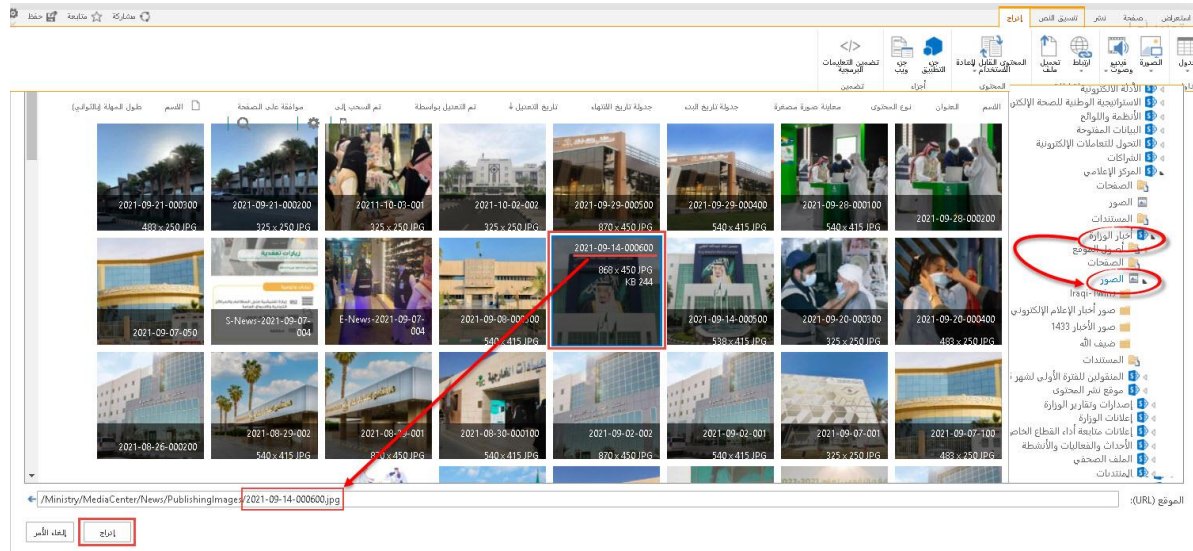 استعراض صفحة نشر تنسيق النص إدراج
مشاركة متابعة حفظ
الصورة فيديو وصوت ارتباط تحميل ملف المحتوى القابل لإعادة الاستخدام جزء التطبيق جزء ويب تضمين التعليمات البرمجية
المحتوى أجزاء تضمين
الاسم العنوان نوع المحتوى معاينة صورة مصغرة جدولة تاريخ البدء جدولة تاريخ الانتهاء تاريخ التعديل تم التعديل بواسطة تم السحب إلى موافقة على الصفحة الاسم طول المهلة (بالثواني)
الأدلة الالكترونية
الاستراتيجية الوطنية للصحة
الأنظمة واللوائح
البيانات المفتوحة
التحول للتعاملات الإلكترونية
الشراكات
المركز الإعلامي
الصفحات
الصور
المستندات
أخبار الوزارة
أصول الموقع
الصفحات
الصور
Iraqi-Twins
صور أخبار الإعلام الإلكتروني
صور الأخبار 1433
ضيف الله
المستندات
المنقولين للفترة الأولى لشهر
موقع نشر المحتوى
إصدارات وتقارير الوزارة
إعلانات الوزارة
إعلانات متابعة أداء القطاع
الأحداث والفعاليات والأنشطة
الملف الصحفي
المنتديات
2021-09-28-000200
2021-09-28-000100
540 x 415 JPG
2021-09-29-000400
540 x 415 JPG
2021-09-29-000500
870 x 450 JPG
2021-10-02-002
325 x 250 JPG
20211-10-03-001
325 x 250 JPG
2021-09-21-000200
325 x 250 JPG
2021-09-21-000300
483 x 250 JPG
2021-09-20-000400
483 x 250 JPG
2021-09-20-000300
325 x 250 JPG
2021-09-14-000500
538 x 415 JPG
2021-09-14-000600
868 x 450 JPG
KB 244
540 x 415 JPG
E-News-2021-09-07-004
زيارات تفقدية
S-News-2021-09-07-004
2021-09-07-050
2021-09-07-100
483 x 250 JPG
2021-09-07-001
325 x 250 JPG
2021-09-02-001
540 x 415 JPG
2021-09-02-002
870 x 450 JPG
2021-08-30-000100
540 x 415 JPG
870 x 450 JPG
2021-08-29-002
540 x 415 JPG
2021-08-26-000200
الموقع (URL):
/Ministry/MediaCenter/News/PublishingImages/2021-09-14-000600.jpg
إدراج إلغاء الأمر